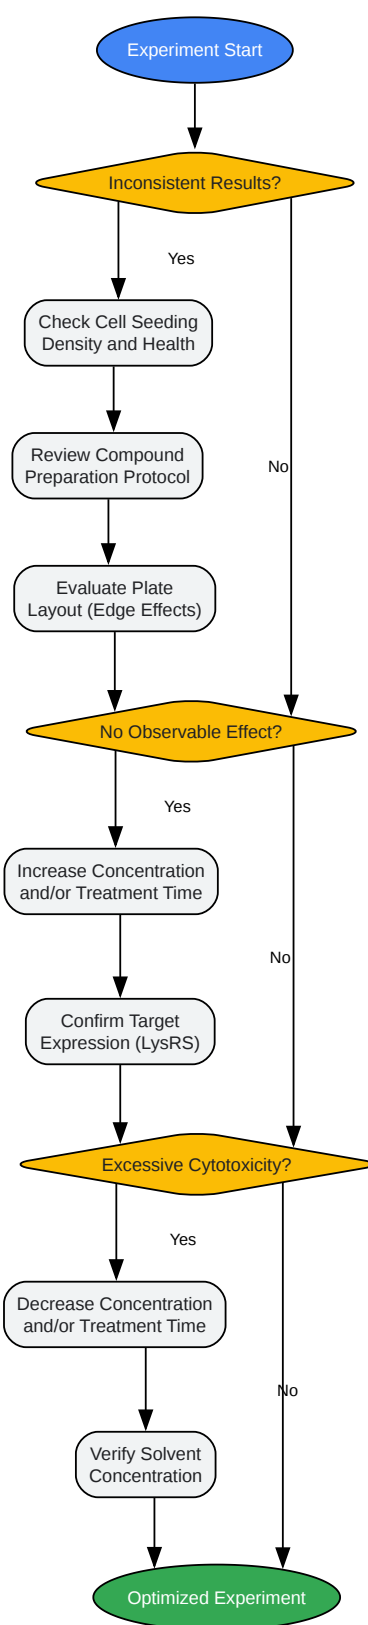 Experiment Start
Inconsistent Results?
Yes
Check Cell Seeding
Density and Health
Review Compound
Preparation Protocol
No
Evaluate Plate
Layout (Edge Effects)
No Observable Effect?
Yes
Increase Concentration
and/or Treatment Time
No
Confirm Target
Expression (LysRS)
Excessive Cytotoxicity?
Yes
Decrease Concentration
and/or Treatment Time
No
Verify Solvent
Concentration
Optimized Experiment